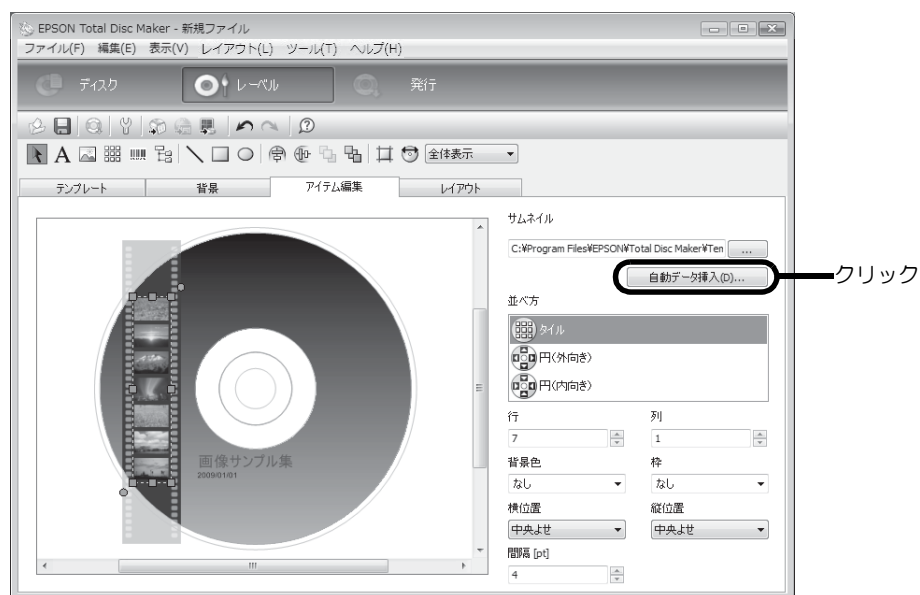 EPSON Total Disc Maker - 新規ファイル
ファイル(F) 編集(E) 表示(V) レイアウト(L) ツール(T) ヘルプ(H)
ディスク レーベル 発行
A 全体表示
テンプレート 背景 アイテム編集 レイアウト
サムネイル
C:¥Program Files¥EPSON¥Total Disc Maker¥Ten ...
自動データ挿入(D)...
クリック
並べ方
タイル
円(外向き)
円(内向き)
行 列
7 1
背景色 枠
なし なし
横位置 縦位置
中央よせ 中央よせ
間隔 [pt]
4
画像サンプル集
2009/01/01